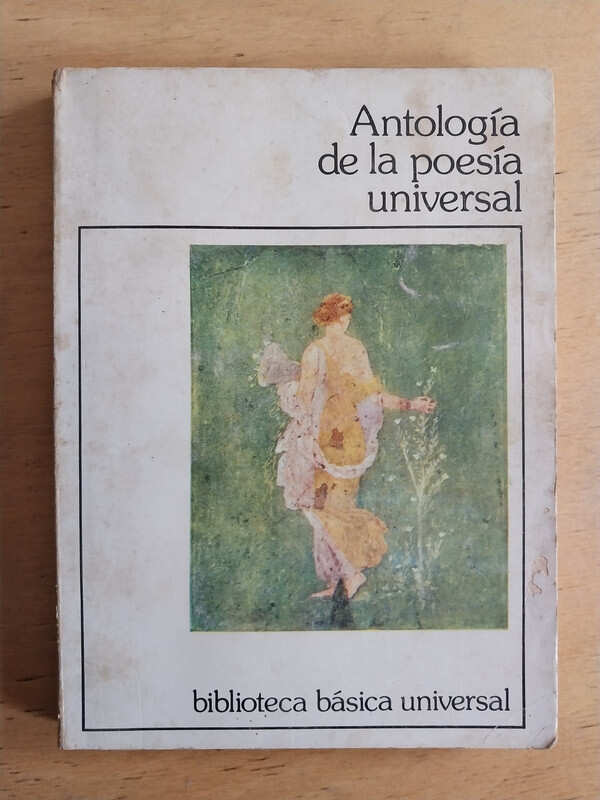 Antología
de la poesía
universal
biblioteca básica universal